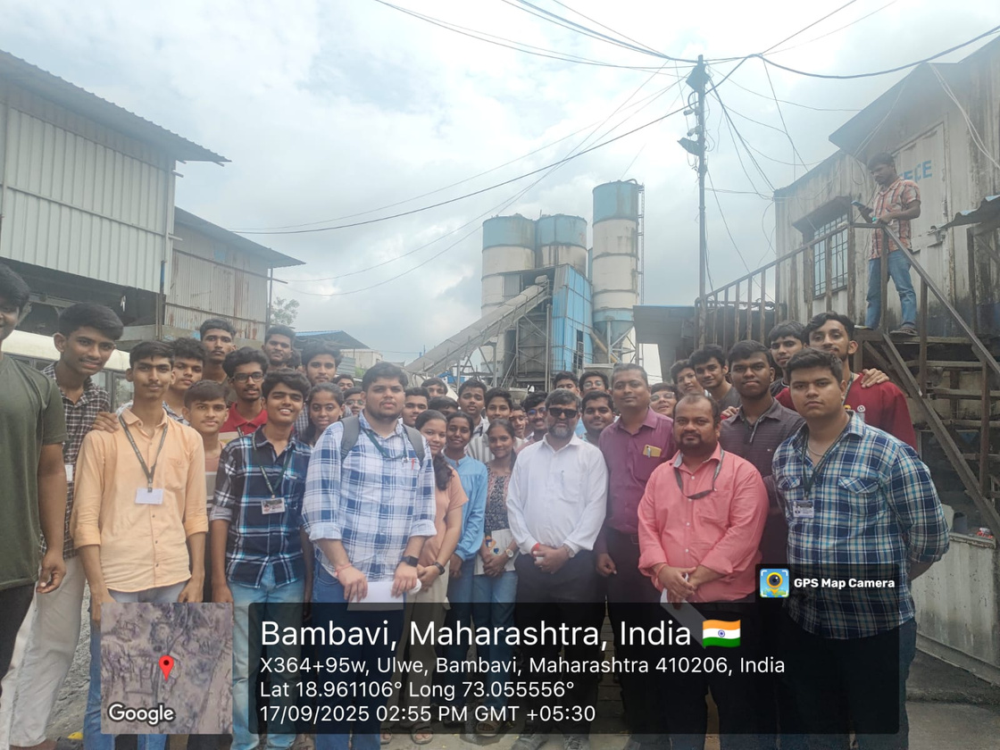 GPS Map Camera
Bambavi, Maharashtra, India 🇮🇳
X364+95w, Ulwe, Bambavi, Maharashtra 410206, India
Lat 18.961106° Long 73.055556°
17/09/2025 02:55 PM GMT +05:30
Google